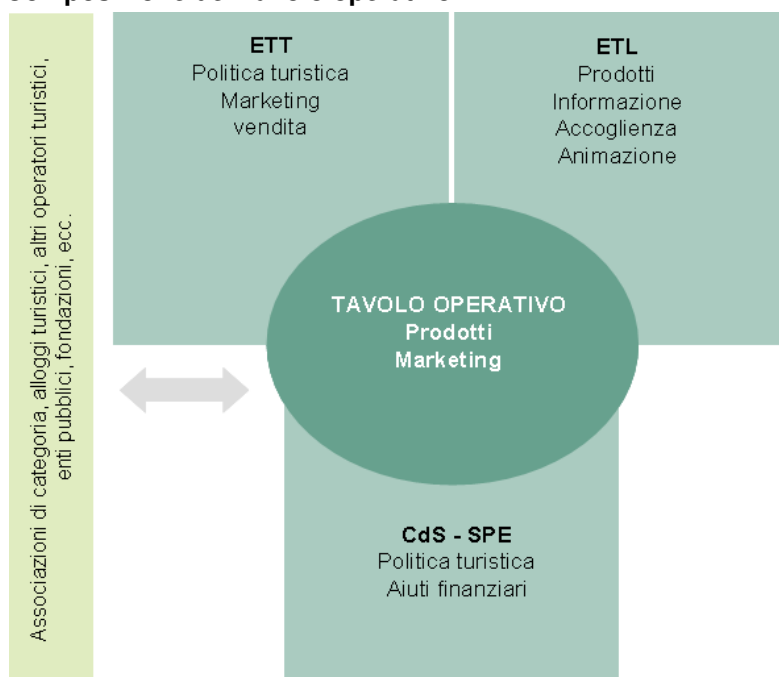 Associazioni di categoria, alloggi turistici, altri operatori turistici,
enti pubblici, fondazioni, ecc.
ETT
Politica turistica
Marketing
vendita
ETL
Prodotti
Informazione
Accoglienza
Animazione
TAVOLO OPERATIVO
Prodotti
Marketing
CdS - SPE
Politica turistica
Aiuti finanziari